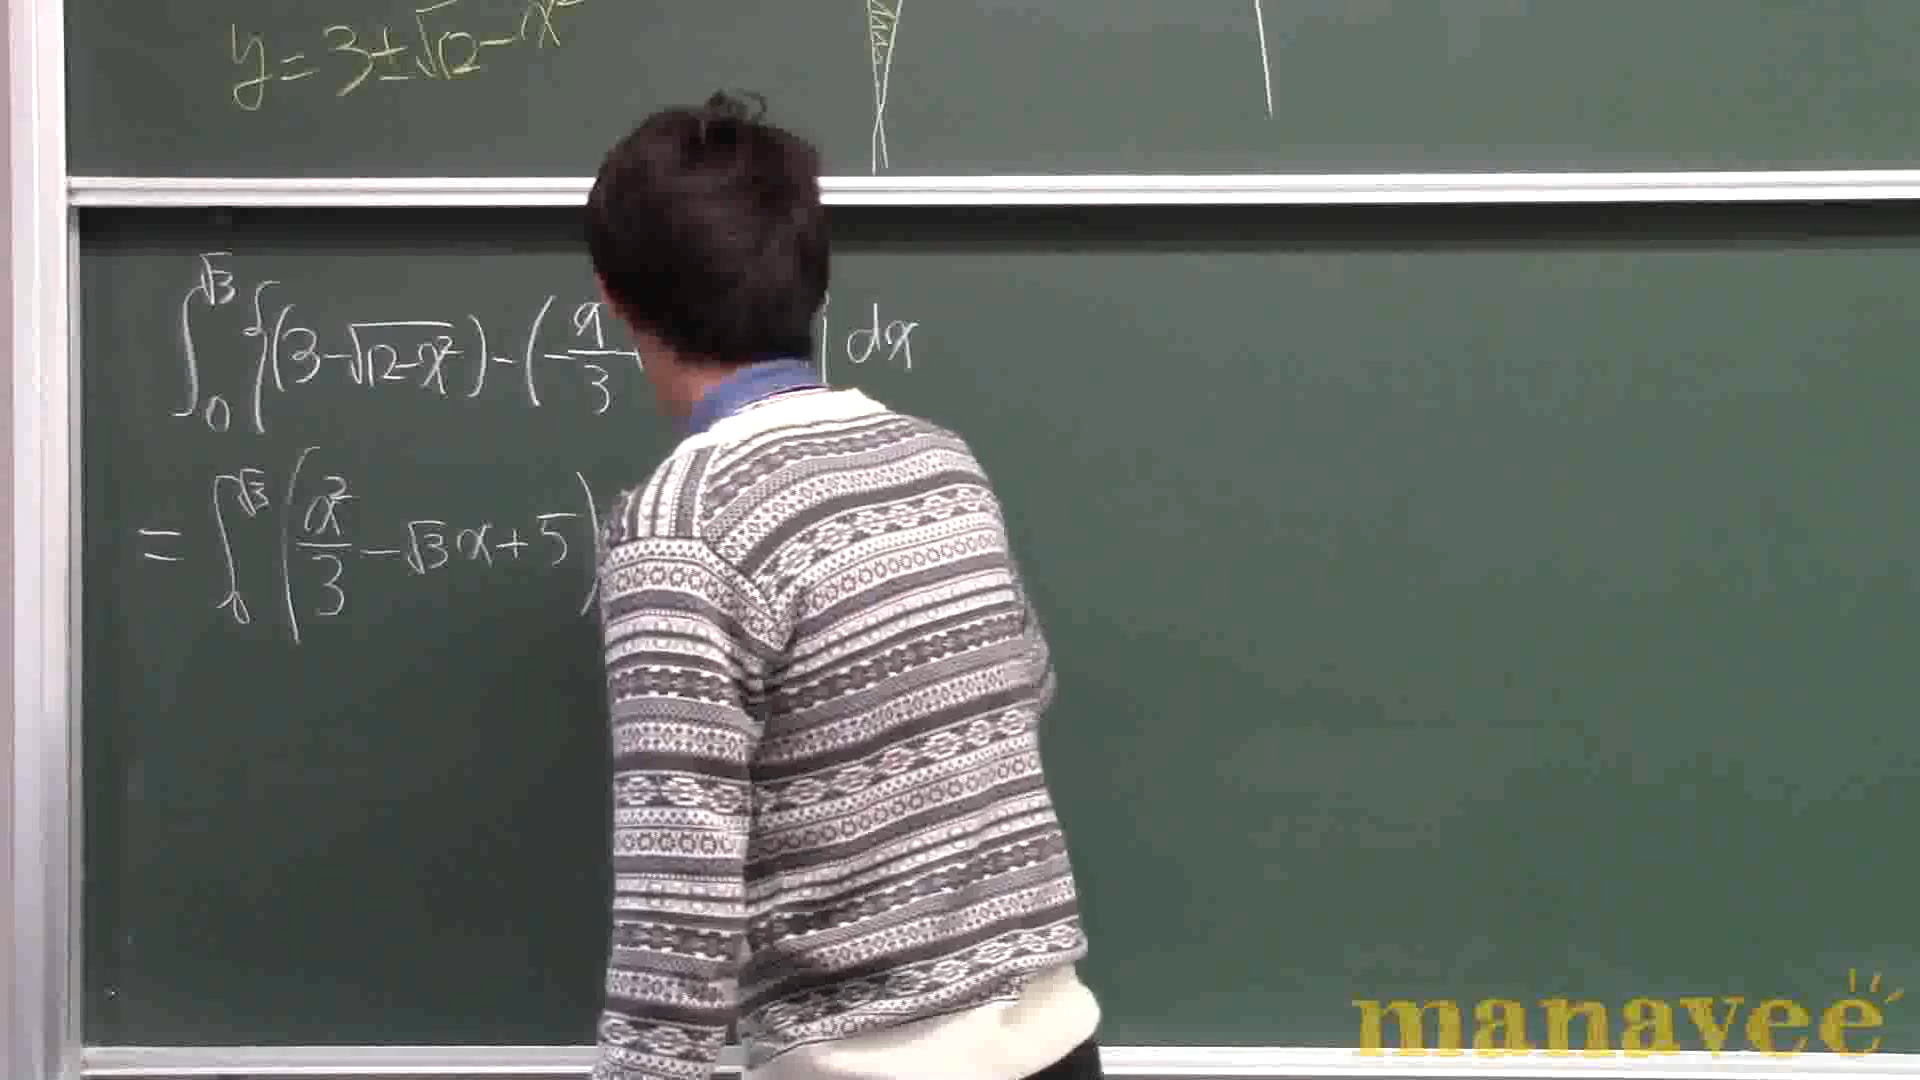 y = 3±√12-x²
∫₀^√3 {(3-√12-x²)-(-x/3 dx
= ∫₀^√3 (x²/3 - √3x + 5)
manavee